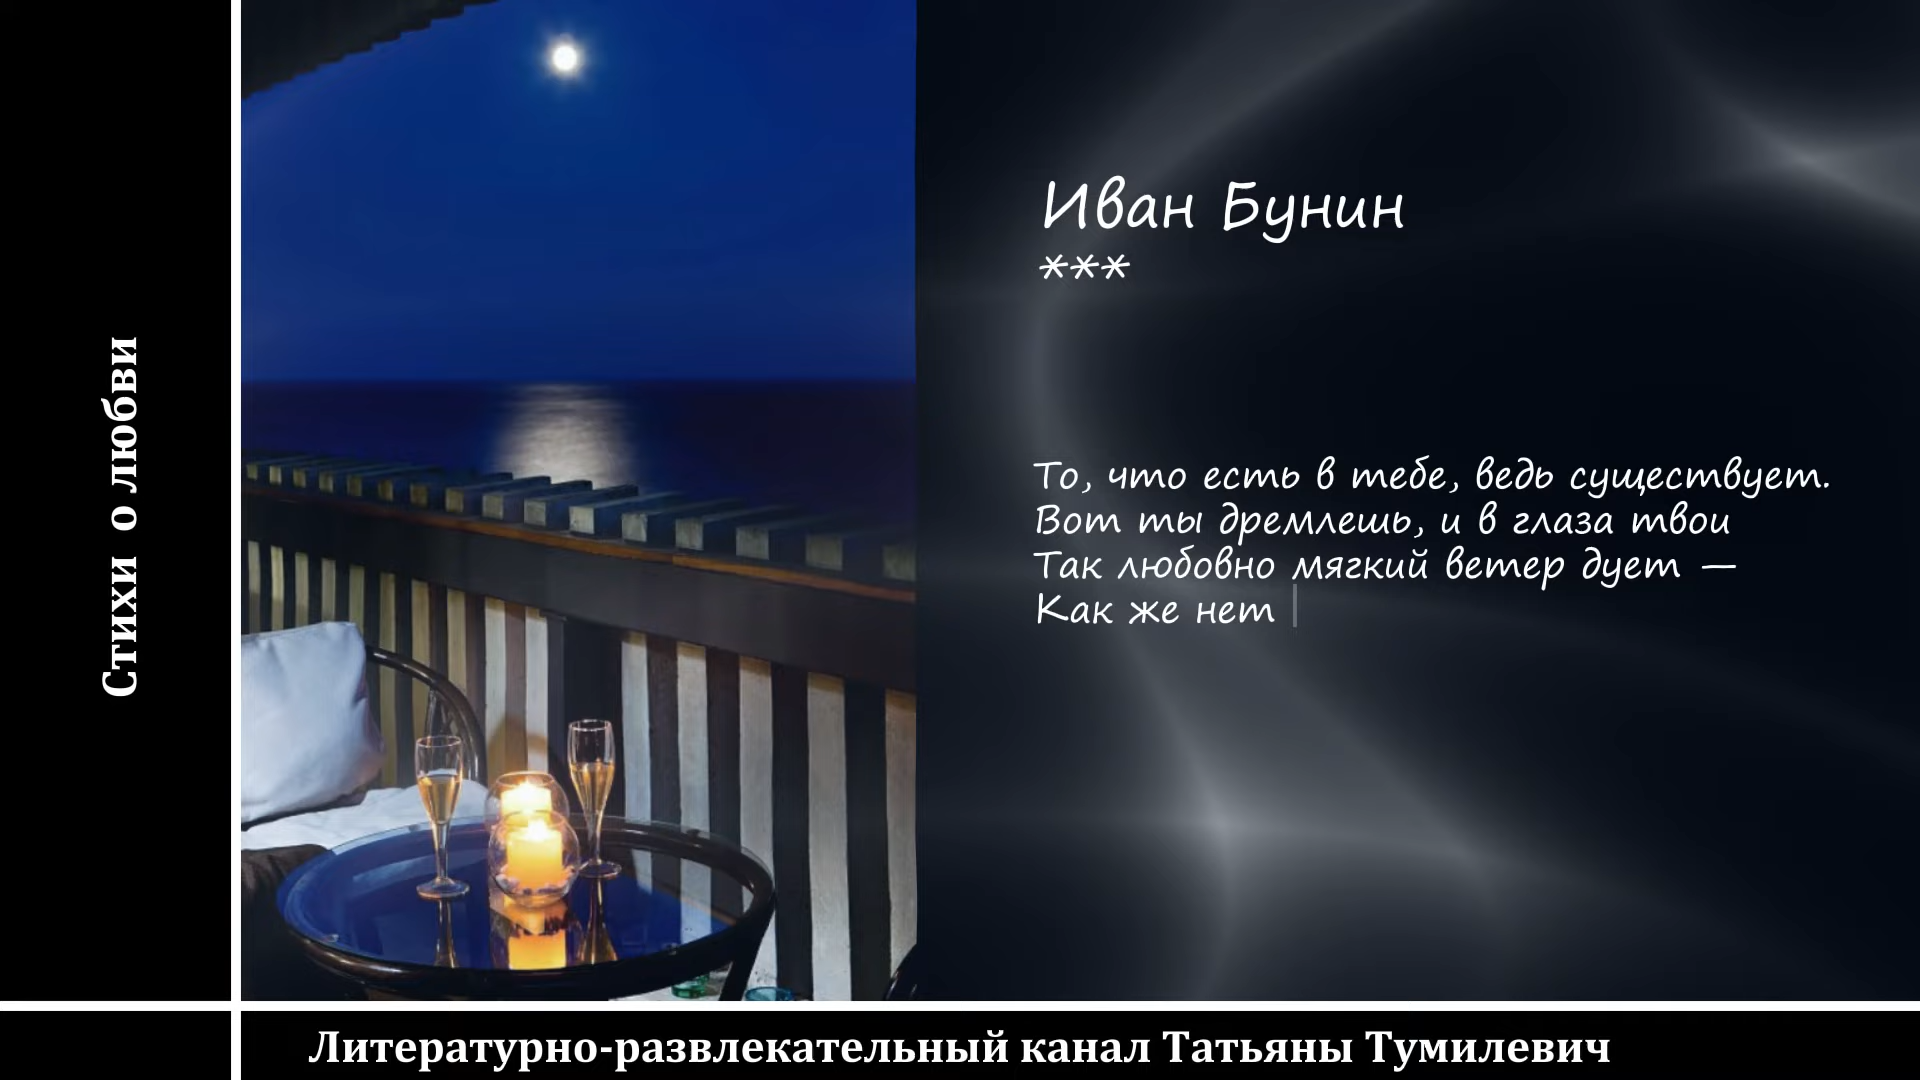 Стихи о любви
Иван Бунин
***
То, что есть в тебе, ведь существует.
Вот ты дремлешь, и в глаза твои
Так любовно мягкий ветер дует —
Как же нет
Литературно-развлекательный канал Татьяны Тумилевич